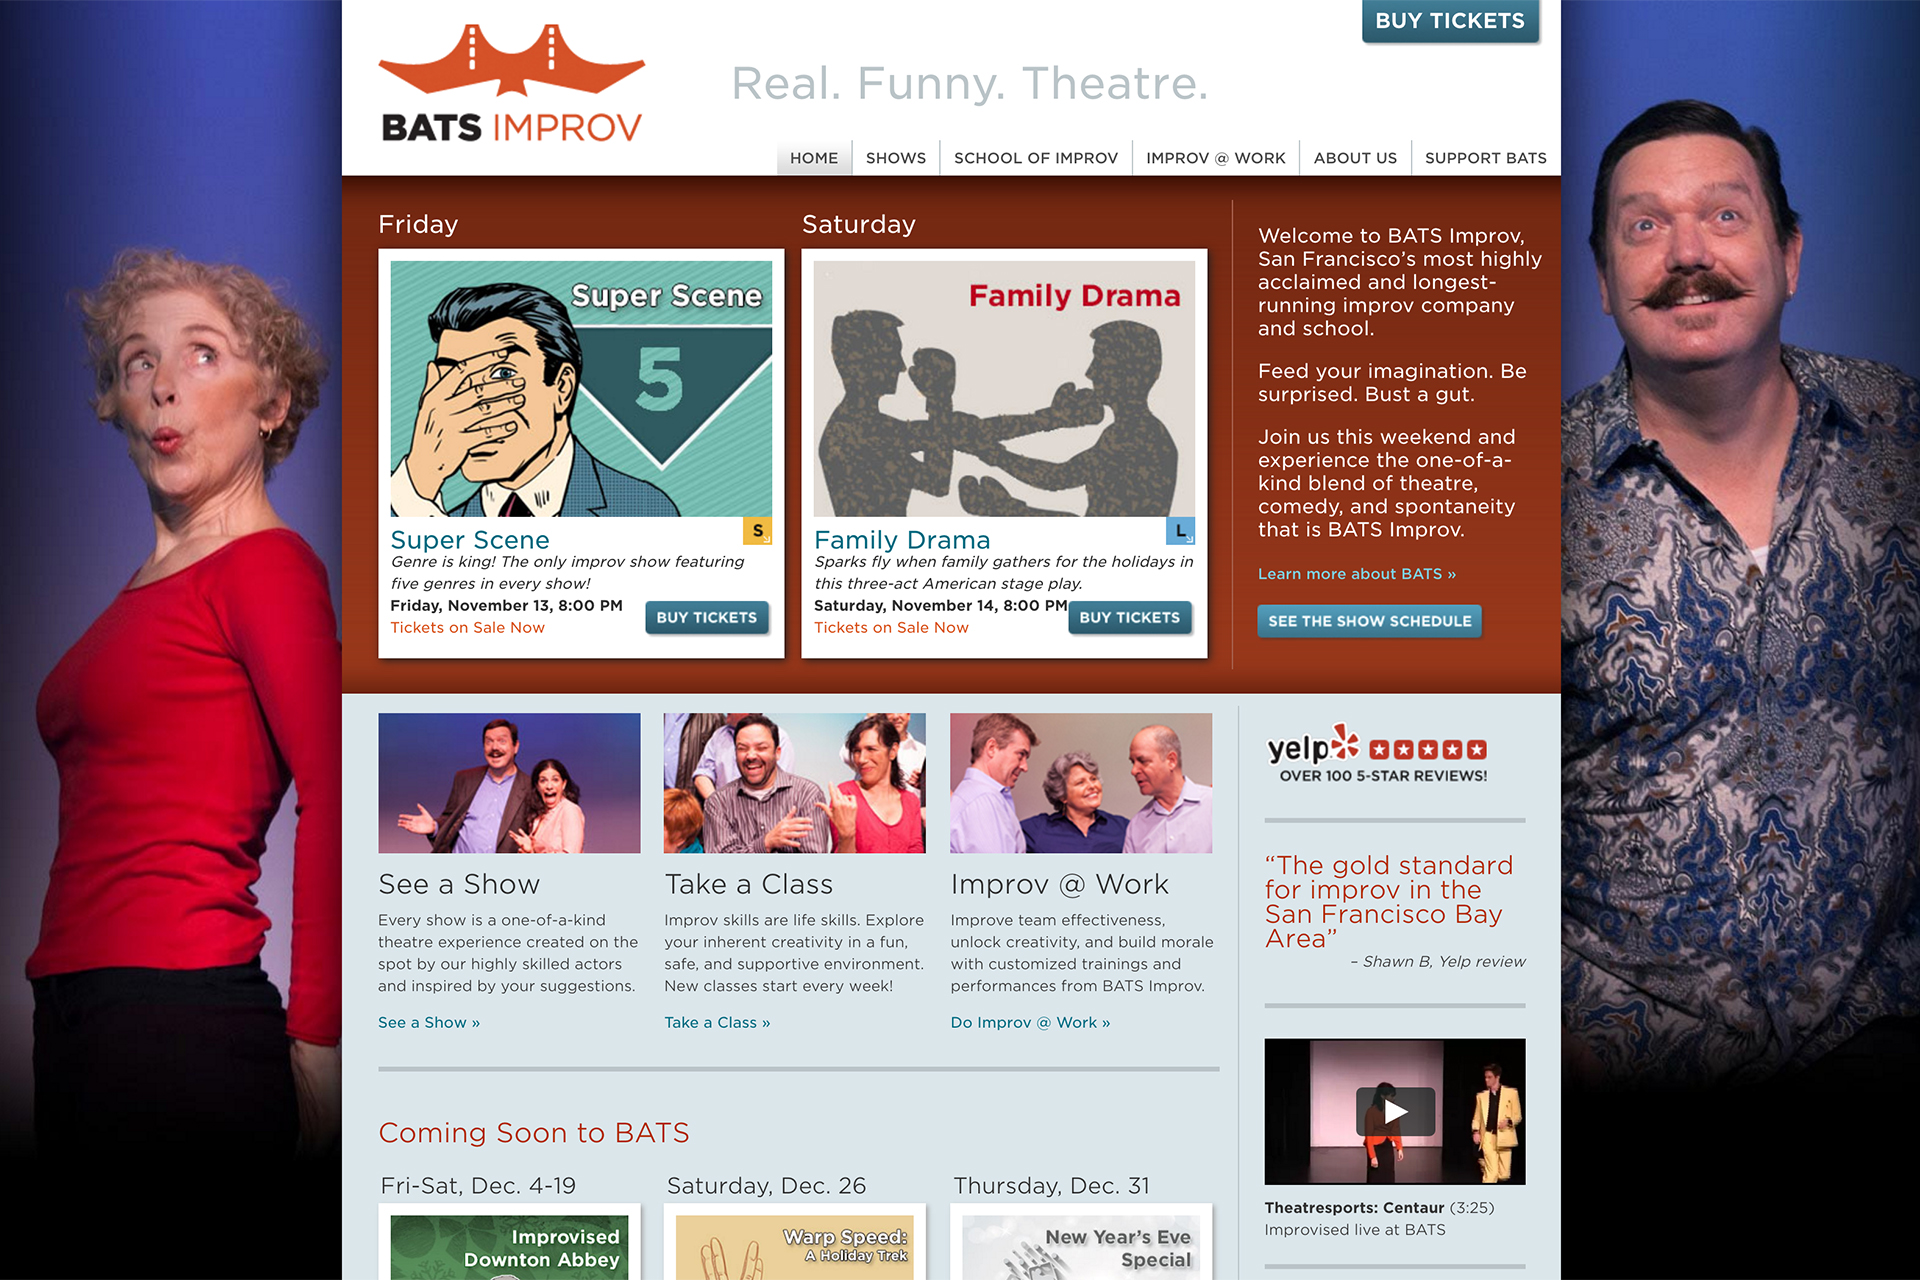 BUY TICKETS
BATS IMPROV
Real. Funny. Theatre.
HOME
SHOWS
SCHOOL OF IMPROV
IMPROV @ WORK
ABOUT US
SUPPORT BATS
Friday
Super Scene
5
S
Super Scene
Genre is king! The only improv show featuring
five genres in every show!
Friday, November 13, 8:00 PM
Tickets on Sale Now
BUY TICKETS
Saturday
Family Drama
L
Family Drama
Sparks fly when family gathers for the holidays in
this three-act American stage play.
Saturday, November 14, 8:00 PM
Tickets on Sale Now
BUY TICKETS
Welcome to BATS Improv,
San Francisco’s most highly
acclaimed and longest-
running improv company
and school.
Feed your imagination. Be
surprised. Bust a gut.
Join us this weekend and
experience the one-of-a-
kind blend of theatre,
comedy, and spontaneity
that is BATS Improv.
Learn more about BATS »
SEE THE SHOW SCHEDULE
See a Show
Every show is a one-of-a-kind
theatre experience created on the
spot by our highly skilled actors
and inspired by your suggestions.
See a Show »
Take a Class
Improv skills are life skills. Explore
your inherent creativity in a fun,
safe, and supportive environment.
New classes start every week!
Take a Class »
Improv @ Work
Improve team effectiveness,
unlock creativity, and build morale
with customized trainings and
performances from BATS Improv.
Do Improv @ Work »
yelp
OVER 100 5-STAR REVIEWS!
“The gold standard
for improv in the
San Francisco Bay
Area”
– Shawn B, Yelp review
Theatresports: Centaur (3:25)
Improvised live at BATS
Coming Soon to BATS
Fri-Sat, Dec. 4-19
Improvised
Downton Abbey
Saturday, Dec. 26
Warp Speed:
A Holiday Trek
Thursday, Dec. 31
New Year’s Eve
Special